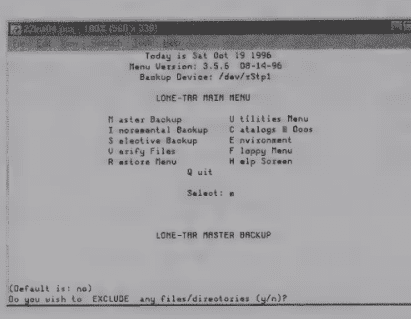 Today is Sat Oct 19 1996
Menu Version: 3.5.6 08-14-96
Backup Device: /dev/rStp1
LONE-TAR MAIN MENU
M aster Backup U tilities Menu
I ncremental Backup C atalogs & Docs
S elective Backup E nvironment
V erify Files F loppy Menu
R estore Menu H elp Screen
Q uit
Select: m
LONE-TAR MASTER BACKUP
(Default is: no)
Do you wish to EXCLUDE any files/directories (y/n)?